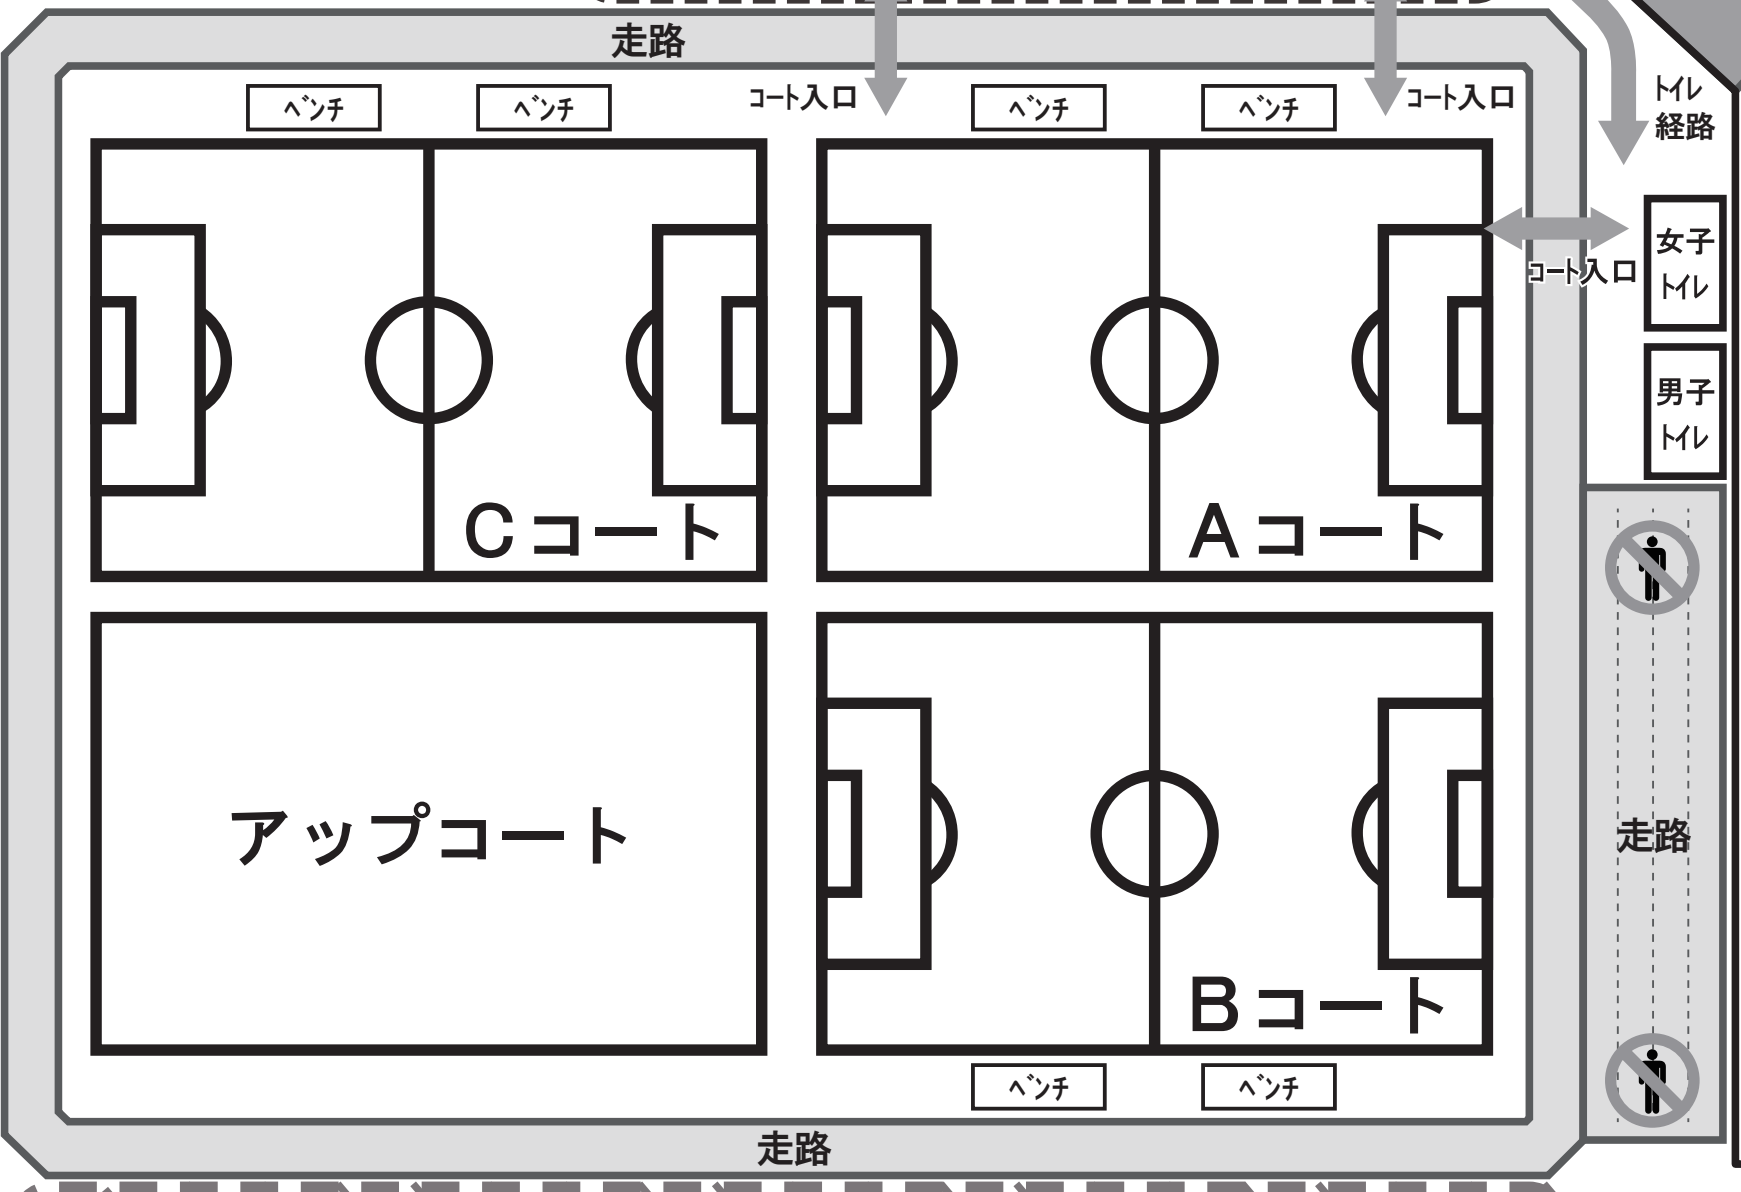 走路
ベンチ
ベンチ
コート入口
ベンチ
ベンチ
コート入口
トイレ
経路
女子
トイレ
コート入口
男子
トイレ
Cコート
Aコート
アップコート
走路
Bコート
ベンチ
ベンチ
走路